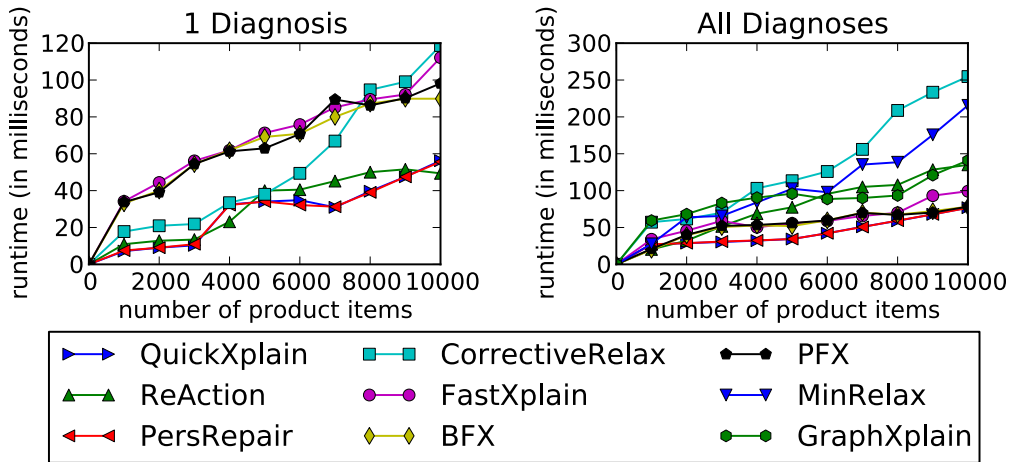 1 Diagnosis
All Diagnoses
runtime (in milliseconds)
120
100
80
60
40
20
0
0
2000
4000
6000
8000
10000
number of product items
runtime (in milliseconds)
300
250
200
150
100
50
0
0
2000
4000
6000
8000
10000
number of product items
QuickXplain
CorrectiveRelax
PFX
ReAction
FastXplain
MinRelax
PersRepair
BFX
GraphXplain